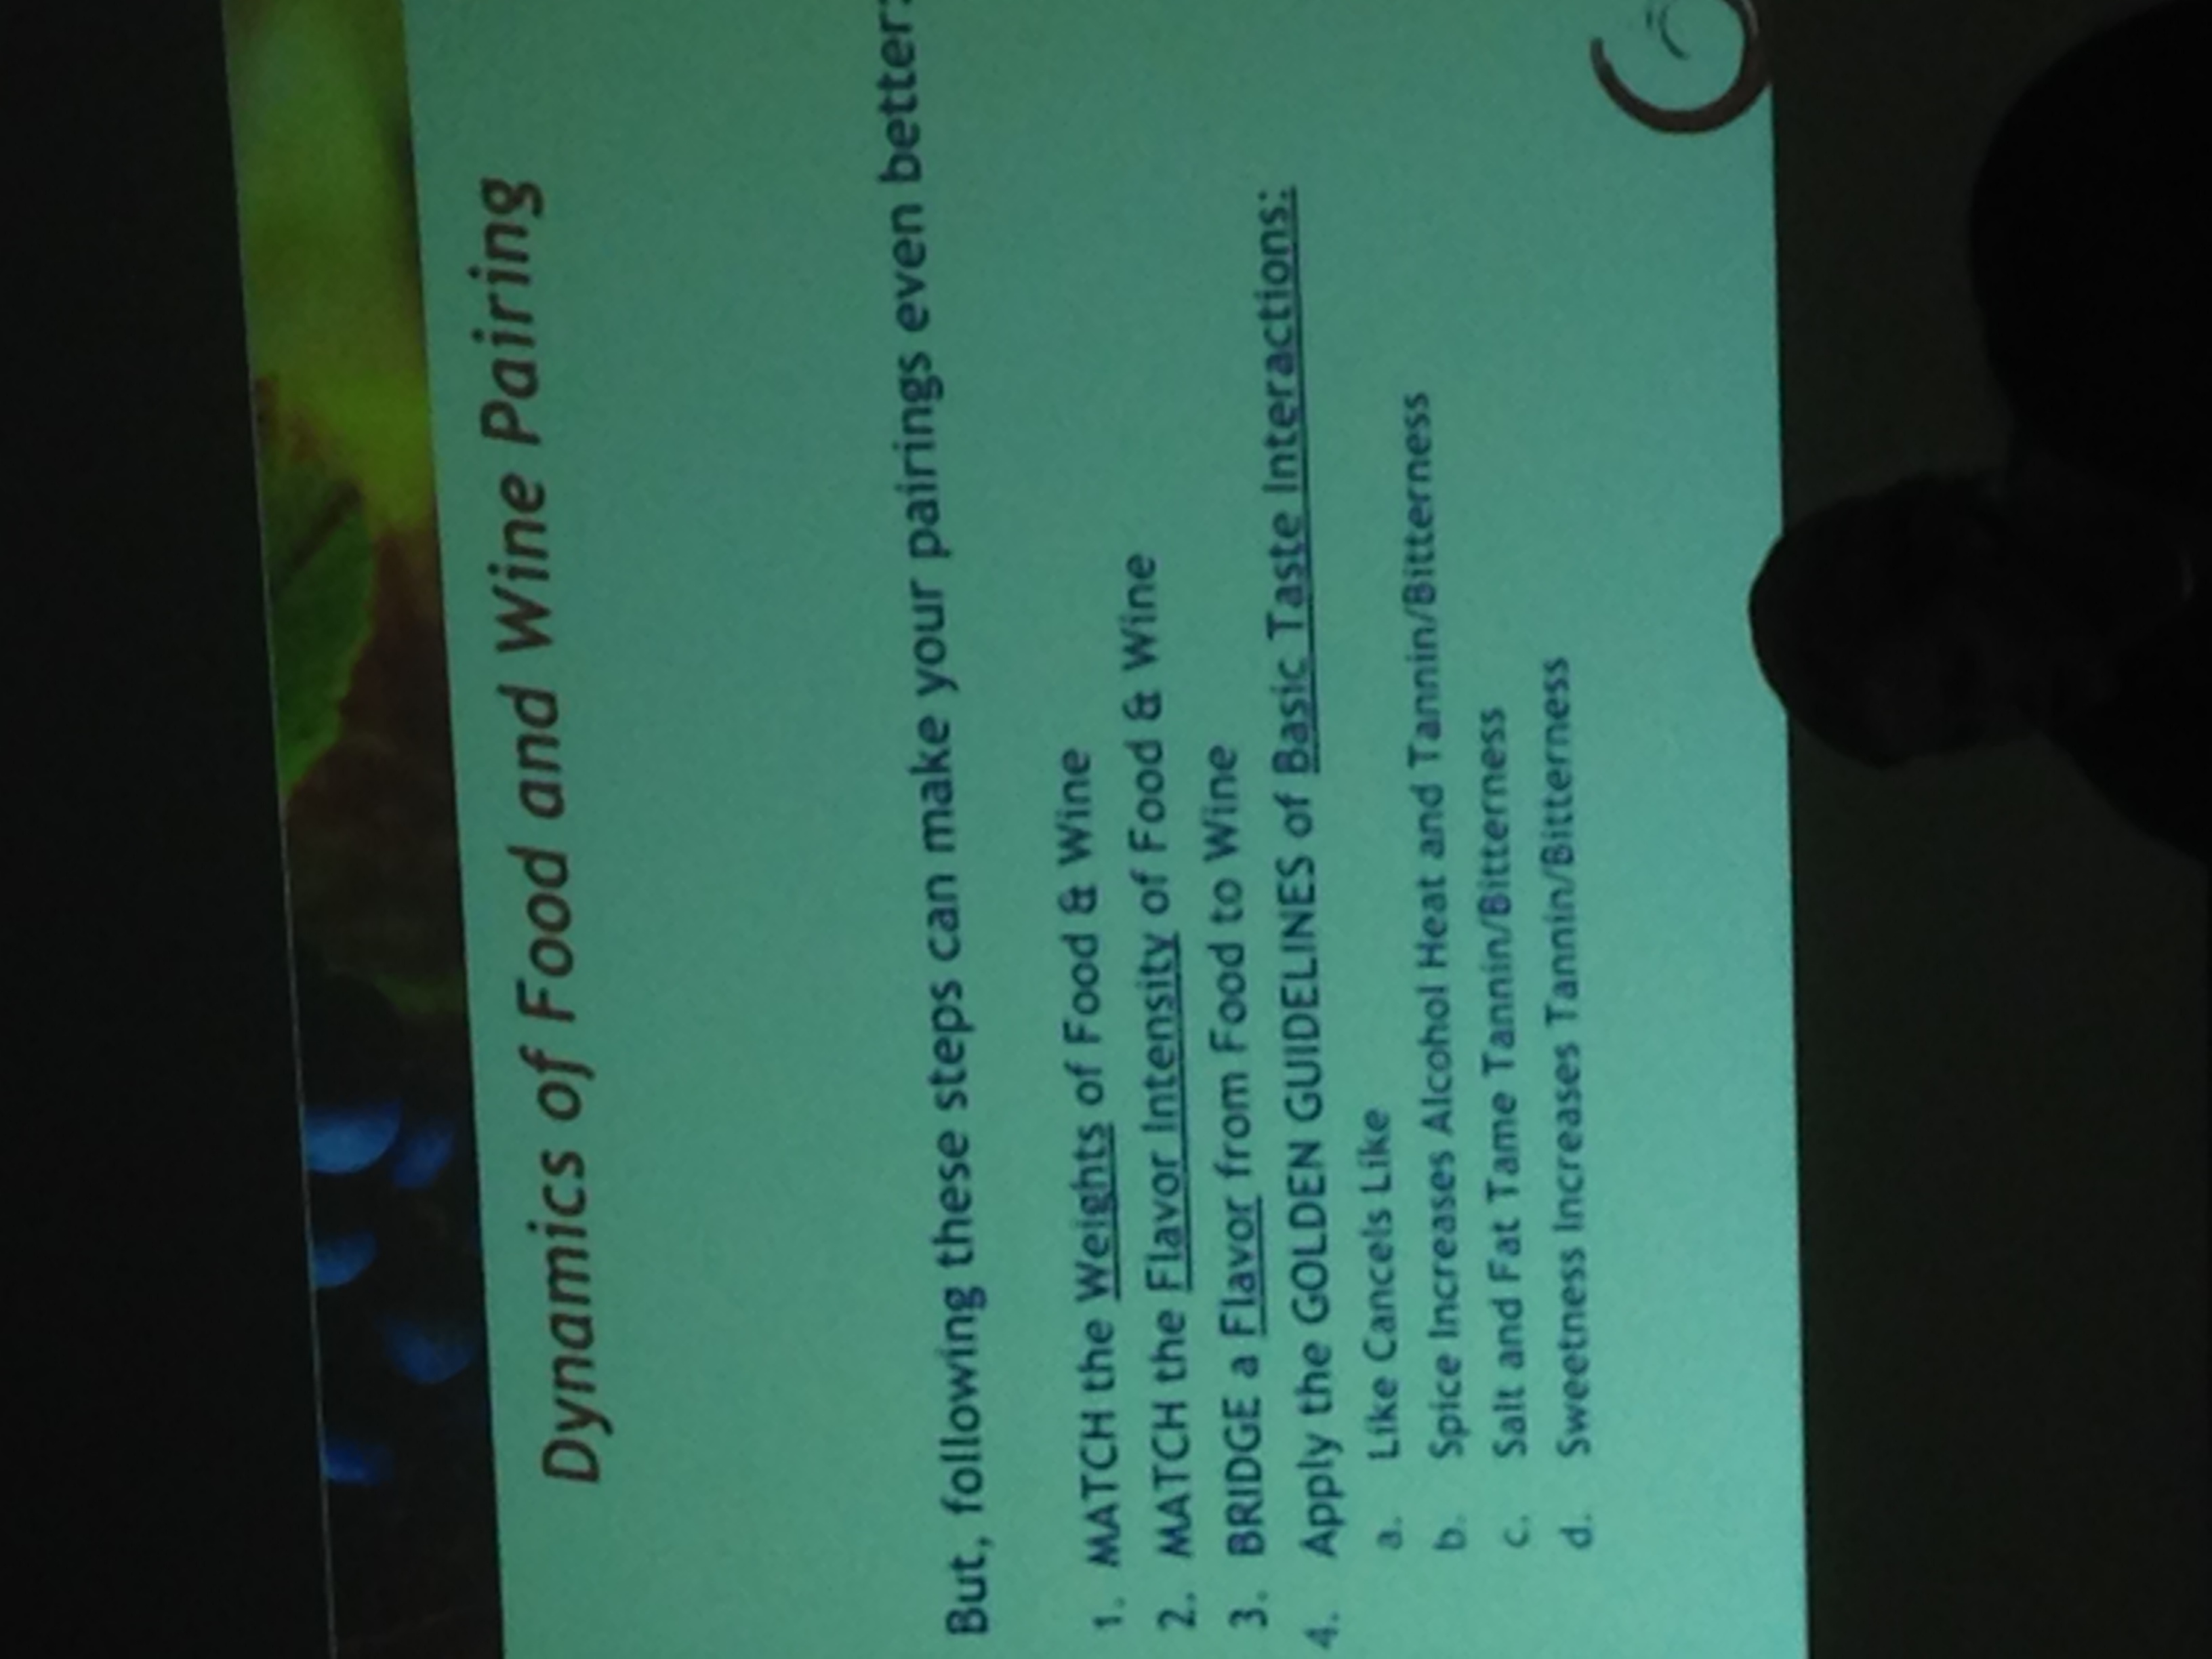 Dynamics of Food and Wine Pairing
But, following these steps can make your pairings even better:
1. MATCH the Weights of Food & Wine
2. MATCH the Flavor Intensity of Food & Wine
3. BRIDGE a Flavor from Food to Wine
4. Apply the GOLDEN GUIDELINES of Basic Taste Interactions:
a. Like Cancels Like
b. Spice Increases Alcohol Heat and Tannin/Bitterness
c. Salt and Fat Tame Tannin/Bitterness
d. Sweetness Increases Tannin/Bitterness